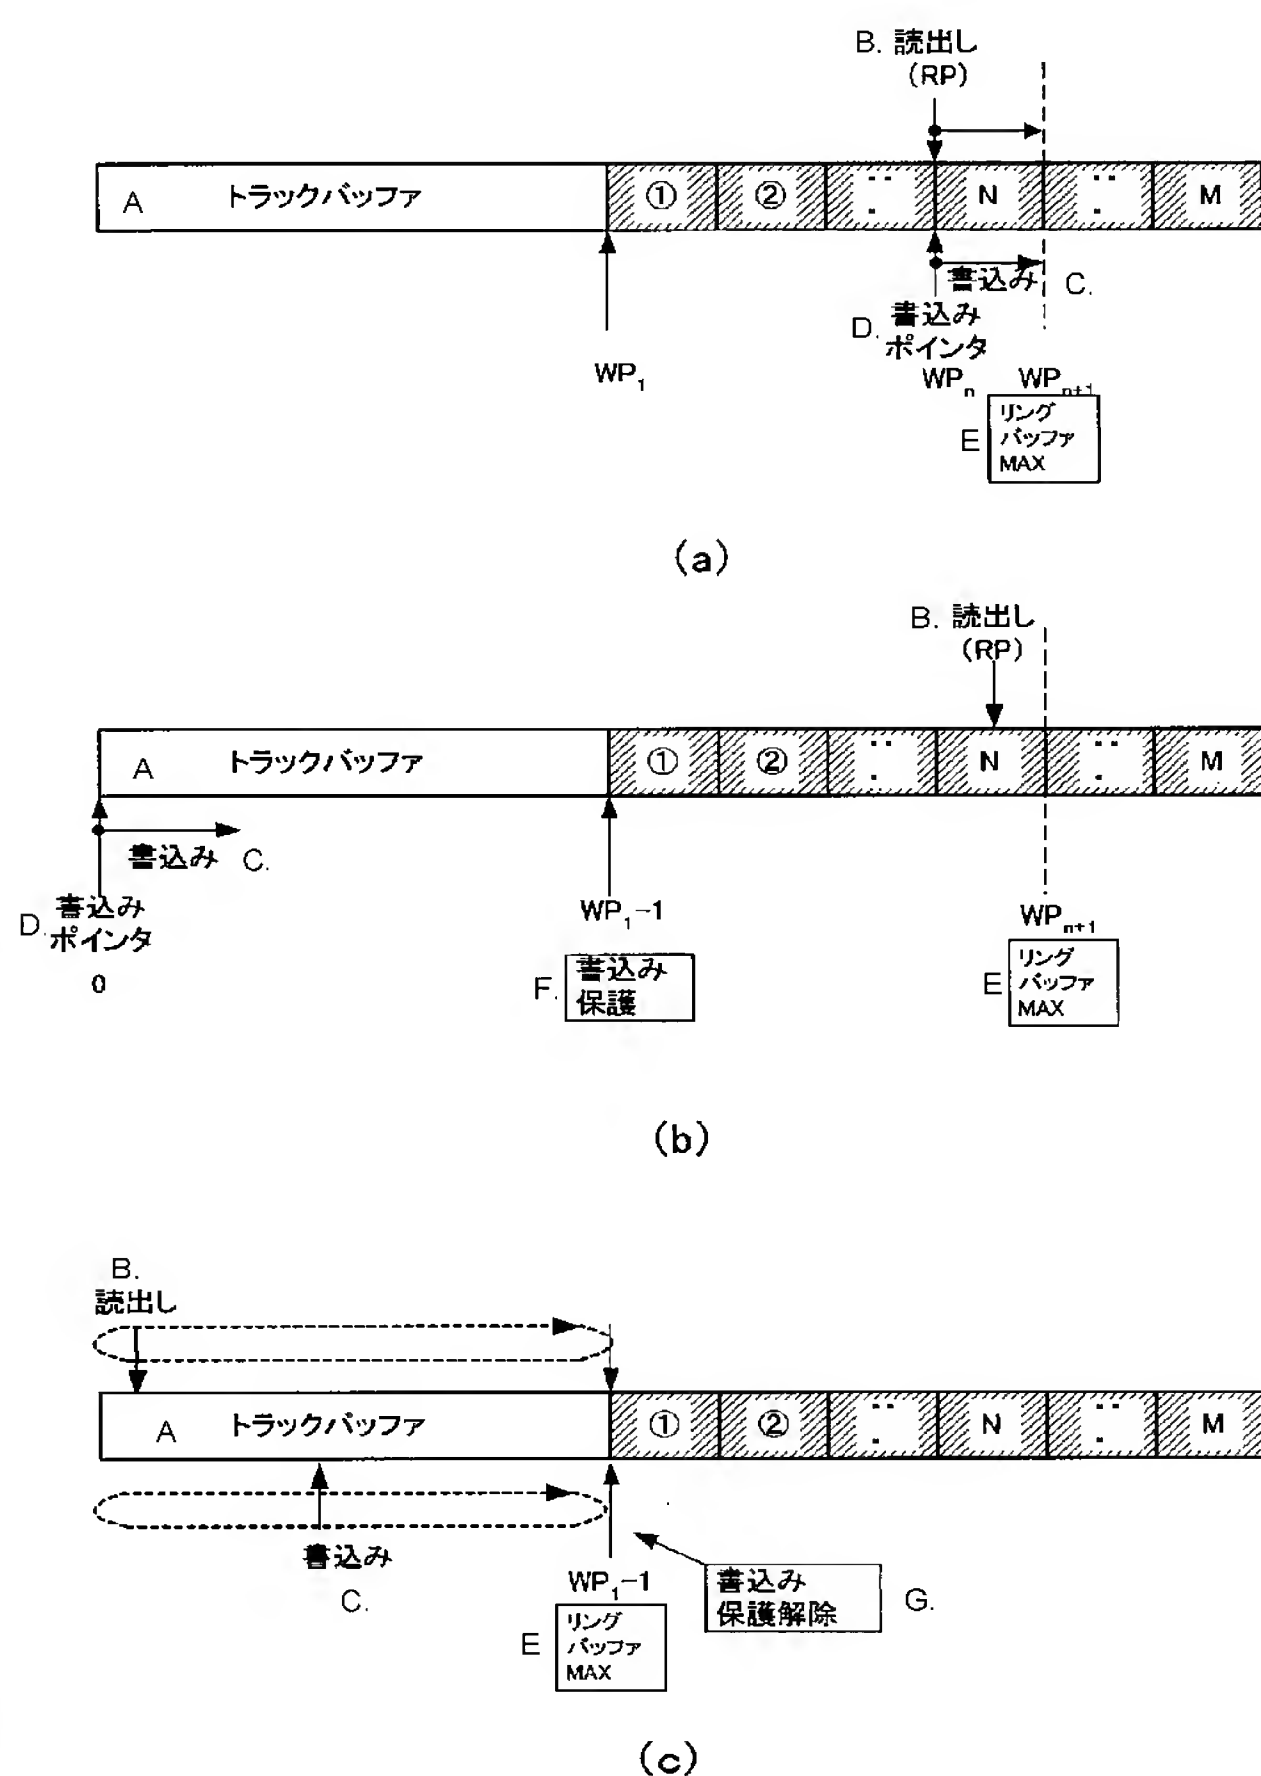 B. 読出し
(RP)
A トラックバッファ ① ② N M
書込み C.
D. 書込み
ポインタ
WP1 WPn WPn+1
E リング
バッファ
MAX
(a)
B. 読出し
(RP)
A トラックバッファ ① ② N M
書込み C.
D. 書込み
ポインタ
0
WP1-1
F. 書込み
保護
WPn+1
E リング
バッファ
MAX
(b)
B.
読出し
A トラックバッファ ① ② N M
書込み
C.
WP1-1
E リング
バッファ
MAX
書込み
保護解除 G.
(c)